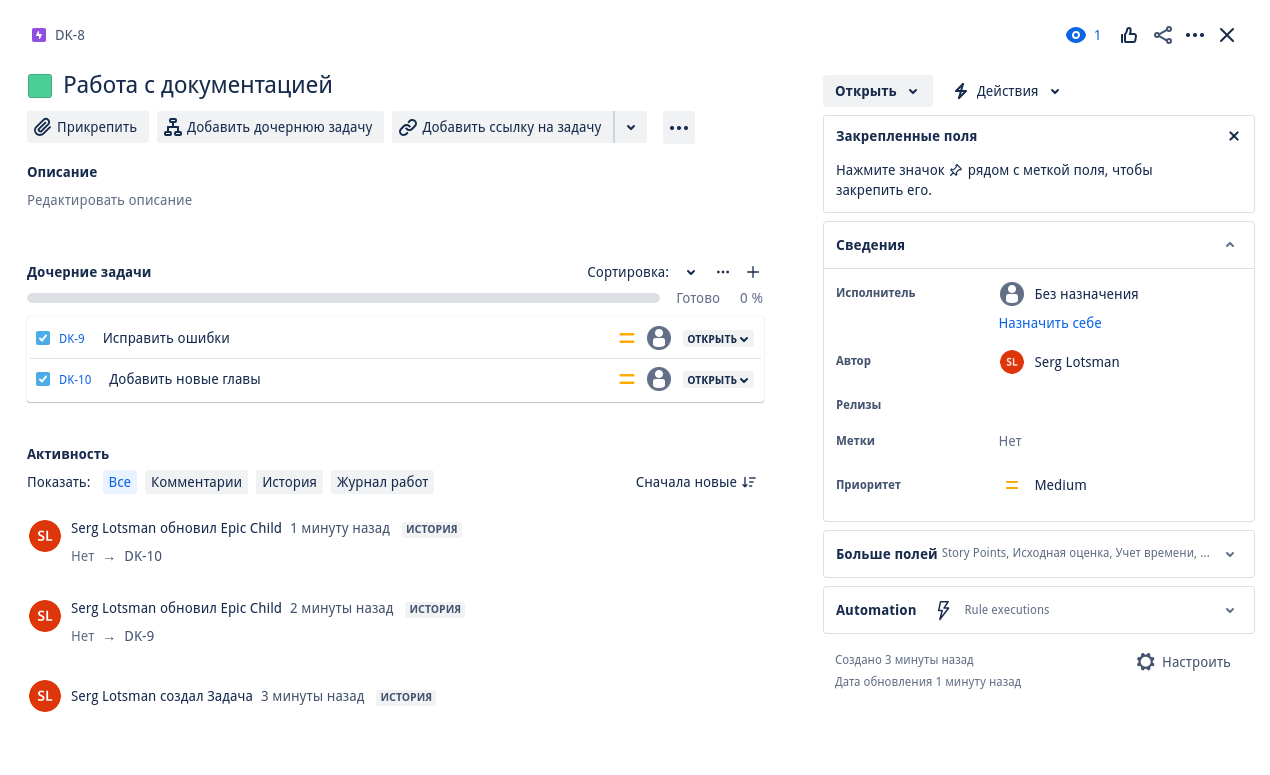 DK-8
1
Работа с документацией
Прикрепить
Добавить дочернюю задачу
Добавить ссылку на задачу
Описание
Редактировать описание
Дочерние задачи
Сортировка:
Готово 0 %
DK-9 Исправить ошибки ОТКРЫТЬ
DK-10 Добавить новые главы ОТКРЫТЬ
Активность
Показать: Все Комментарии История Журнал работ Сначала новые
SL Serg Lotsman обновил Epic Child 1 минуту назад ИСТОРИЯ
Нет → DK-10
SL Serg Lotsman обновил Epic Child 2 минуты назад ИСТОРИЯ
Нет → DK-9
SL Serg Lotsman создал Задача 3 минуты назад ИСТОРИЯ
Открыть Действия
Закрепленные поля
Нажмите значок рядом с меткой поля, чтобы
закрепить его.
Сведения
Исполнитель Без назначения
Назначить себе
Автор SL Serg Lotsman
Релизы
Метки Нет
Приоритет Medium
Больше полей Story Points, Исходная оценка, Учет времени, ...
Automation Rule executions
Создано 3 минуты назад Настроить
Дата обновления 1 минуту назад